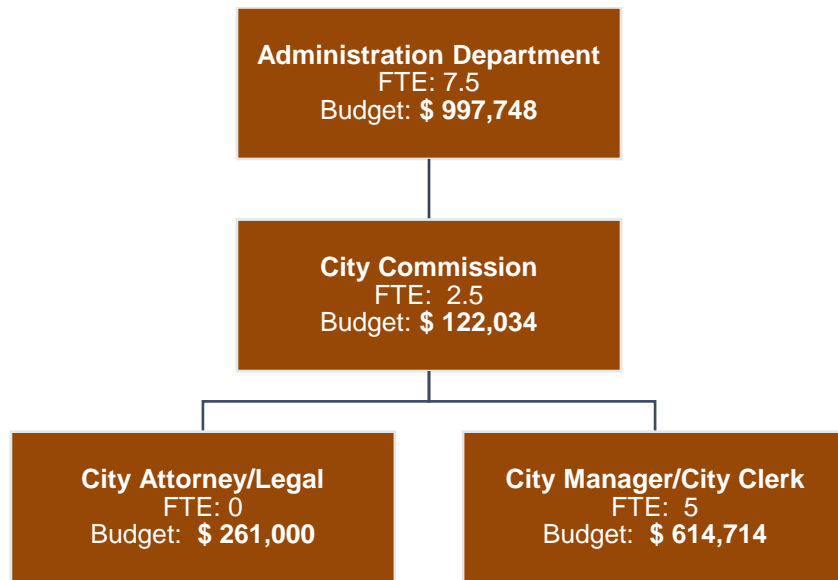 Administration Department
FTE: 7.5
Budget: $ 997,748
City Commission
FTE: 2.5
Budget: $ 122,034
City Attorney/Legal
FTE: 0
Budget: $ 261,000
City Manager/City Clerk
FTE: 5
Budget: $ 614,714